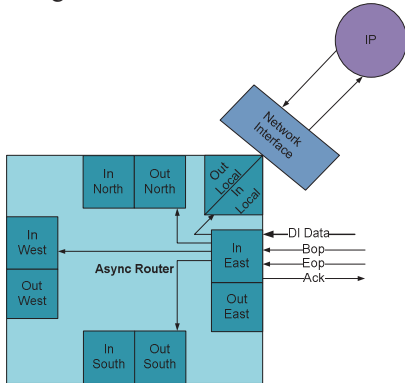 IP
Network
Interface
Out
Local
In
Local
In
North
Out
North
In
West
Out
West
Async Router
In
East
Out
East
DI Data
Bop
Eop
Ack
In
South
Out
South